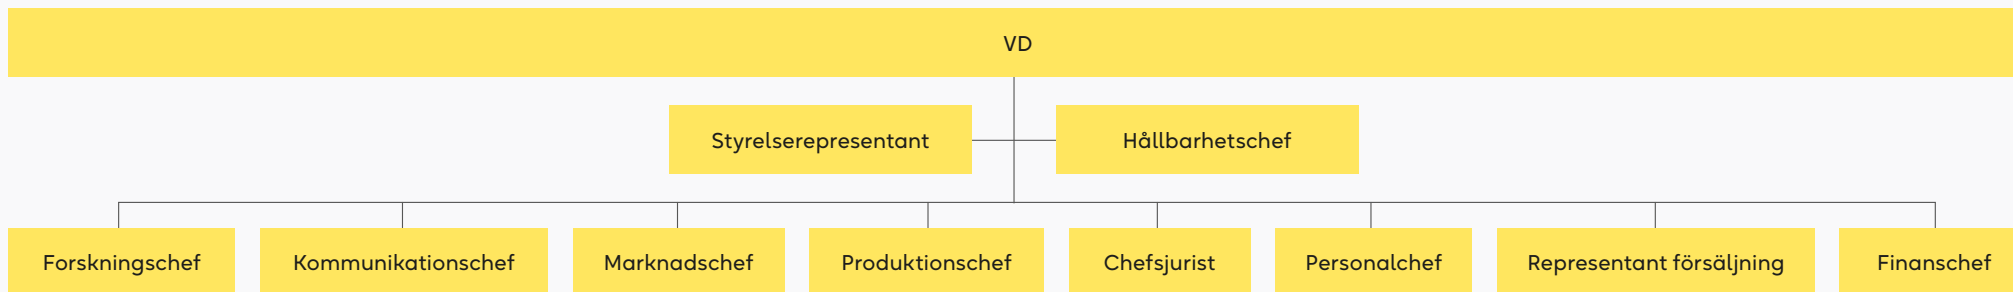 VD
Styrelserepresentant
Hållbarhetschef
Forskningschef
Kommunikationschef
Marknadschef
Produktionschef
Chefsjurist
Personalchef
Representant försäljning
Finanschef